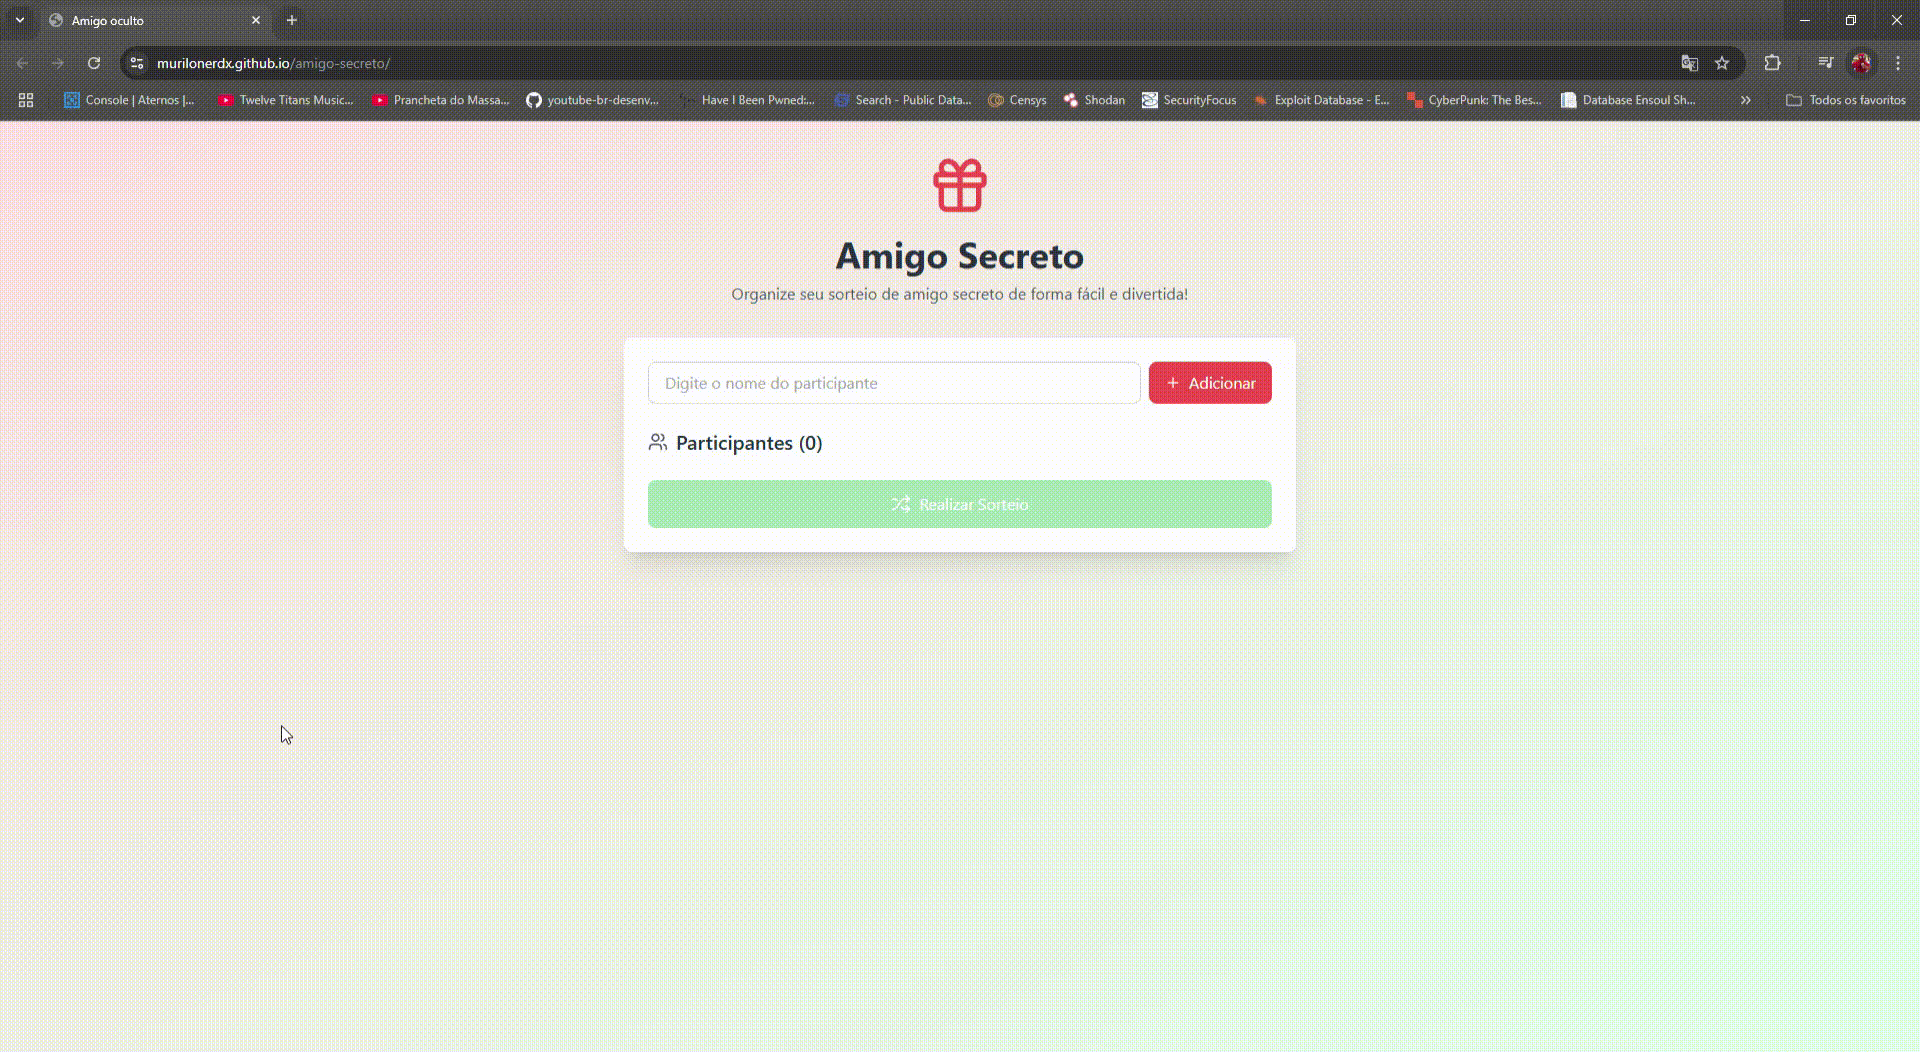 Amigo oculto
murilonerdx.github.io/amigo-secreto/
Console | Aternos |...
Twelve Titans Music...
Prancheta do Massa...
youtube-br-desenv...
Have I Been Pwned:...
Search - Public Data...
Censys
Shodan
SecurityFocus
Exploit Database - E...
CyberPunk: The Bes...
Database Ensoul Sh...
Todos os favoritos
Amigo Secreto
Organize seu sorteio de amigo secreto de forma fácil e divertida!
Digite o nome do participante
Adicionar
Participantes (0)
Realizar Sorteio